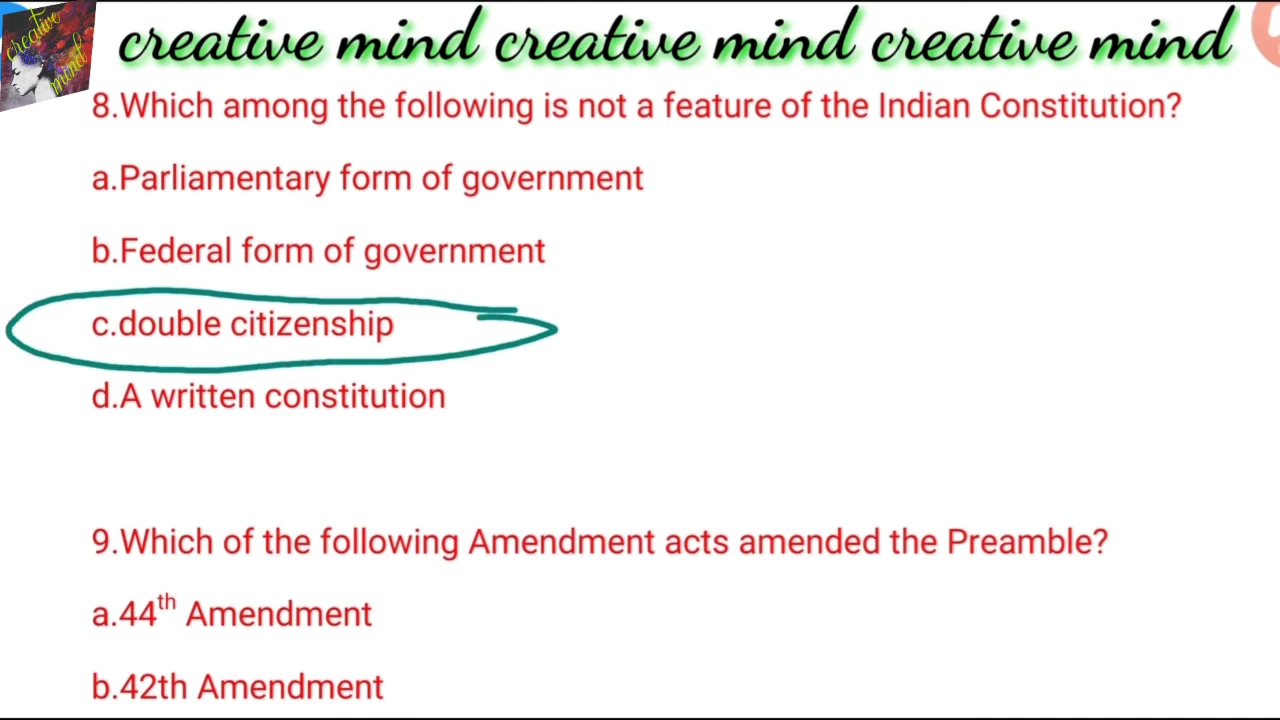 creative mind creative mind creative mind
creative
mind
8.Which among the following is not a feature of the Indian Constitution?
a.Parliamentary form of government
b.Federal form of government
c.double citizenship
d.A written constitution
9.Which of the following Amendment acts amended the Preamble?
a.44th Amendment
b.42th Amendment